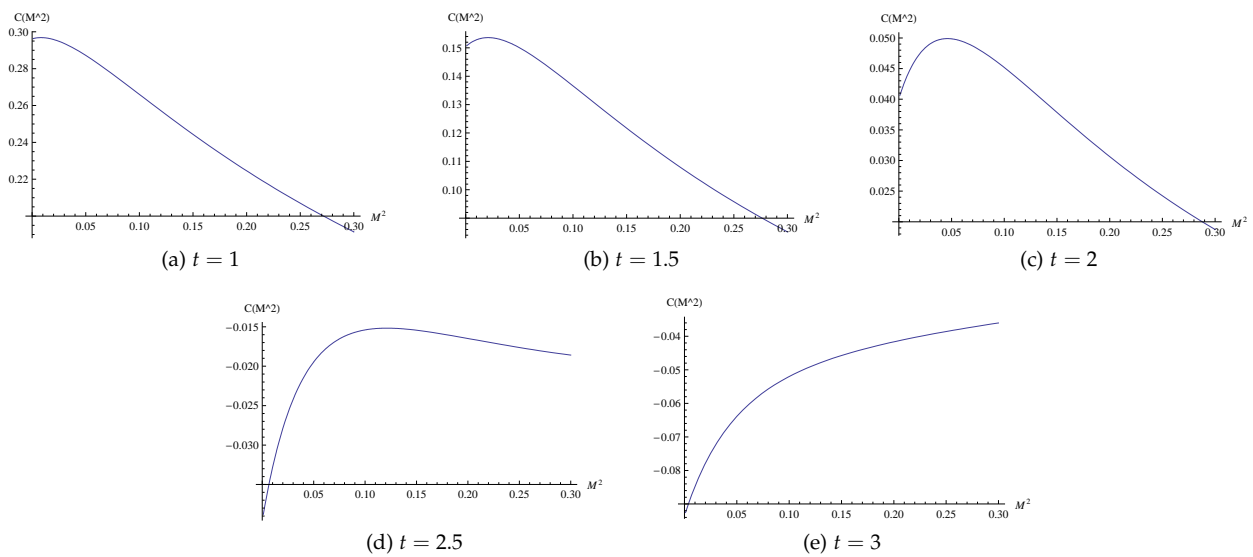 C(M^2)
0.30
0.28
0.26
0.24
0.22
0.05 0.10 0.15 0.20 0.25 0.30 M²
(a) t = 1
C(M^2)
0.15
0.14
0.13
0.12
0.11
0.10
0.05 0.10 0.15 0.20 0.25 0.30 M²
(b) t = 1.5
C(M^2)
0.050
0.045
0.040
0.035
0.030
0.025
0.05 0.10 0.15 0.20 0.25 0.30 M²
(c) t = 2
C(M^2)
−0.015
−0.020
−0.025
−0.030
0.05 0.10 0.15 0.20 0.25 0.30 M²
(d) t = 2.5
C(M^2)
−0.04
−0.05
−0.06
−0.07
−0.08
0.05 0.10 0.15 0.20 0.25 0.30 M²
(e) t = 3